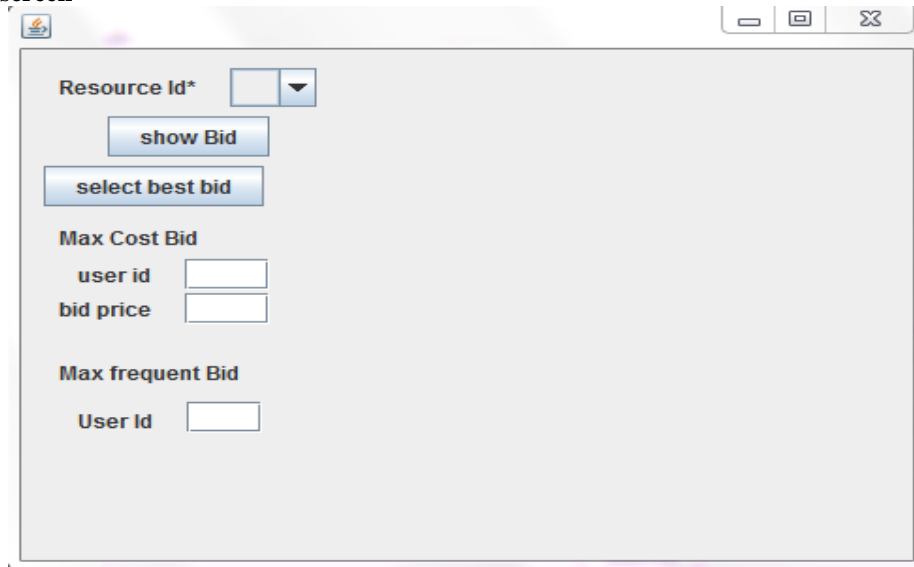 screen
Resource Id*
show Bid
select best bid
Max Cost Bid
user id
bid price
Max frequent Bid
User Id